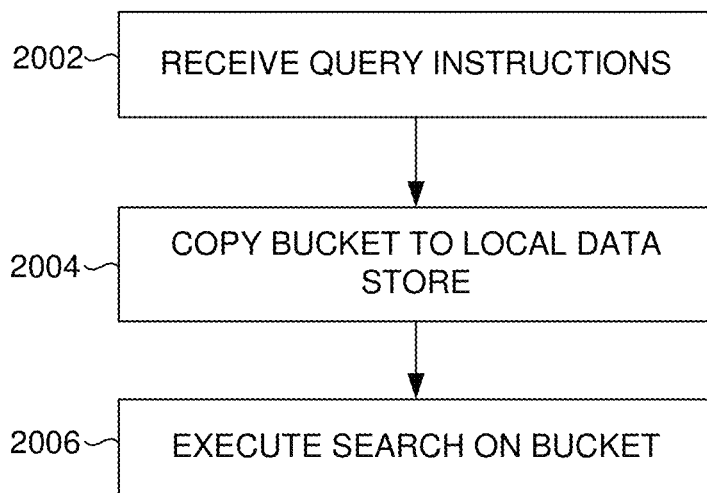 2002
RECEIVE QUERY INSTRUCTIONS
2004
COPY BUCKET TO LOCAL DATA
STORE
2006
EXECUTE SEARCH ON BUCKET